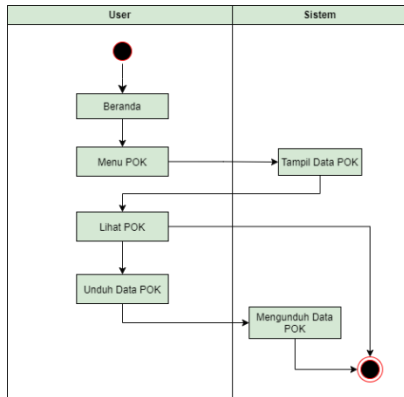 User
Sistem
Beranda
Menu POK
Tampil Data POK
Lihat POK
Unduh Data POK
Mengunduh Data
POK